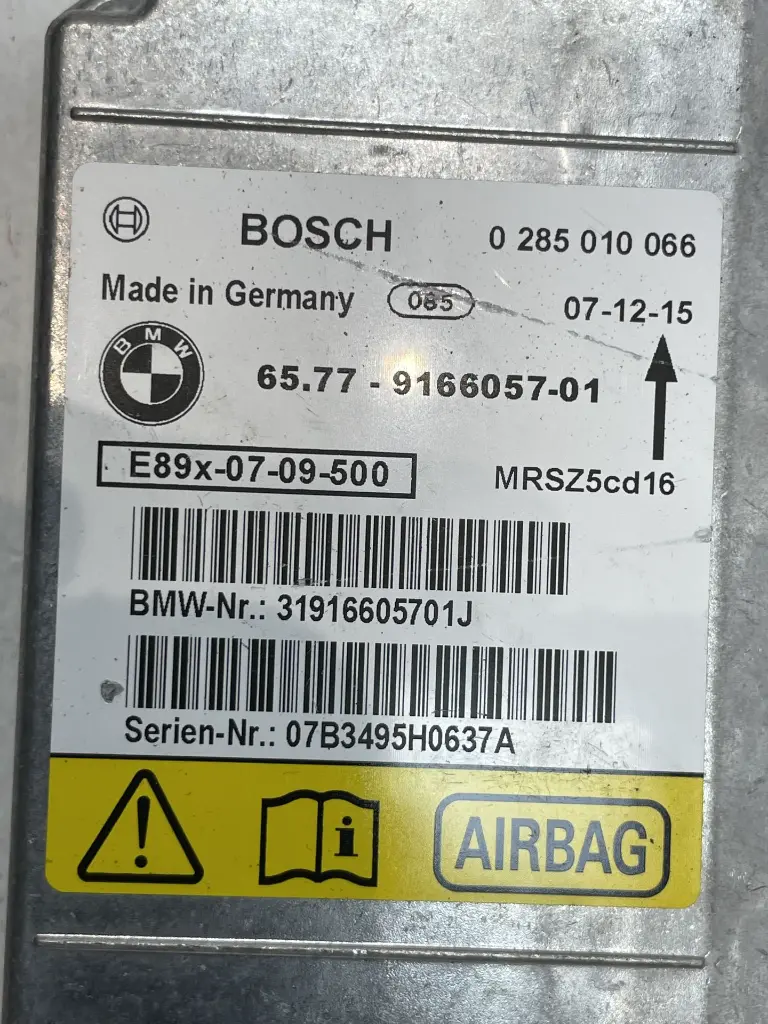 BOSCH 0 285 010 066
Made in Germany 085 07-12-15
BMW
65.77 - 9166057-01
E89x-07-09-500 MRSZ5cd16
BMW-Nr.: 31916605701J
Serien-Nr.: 07B3495H0637A
! i AIRBAG